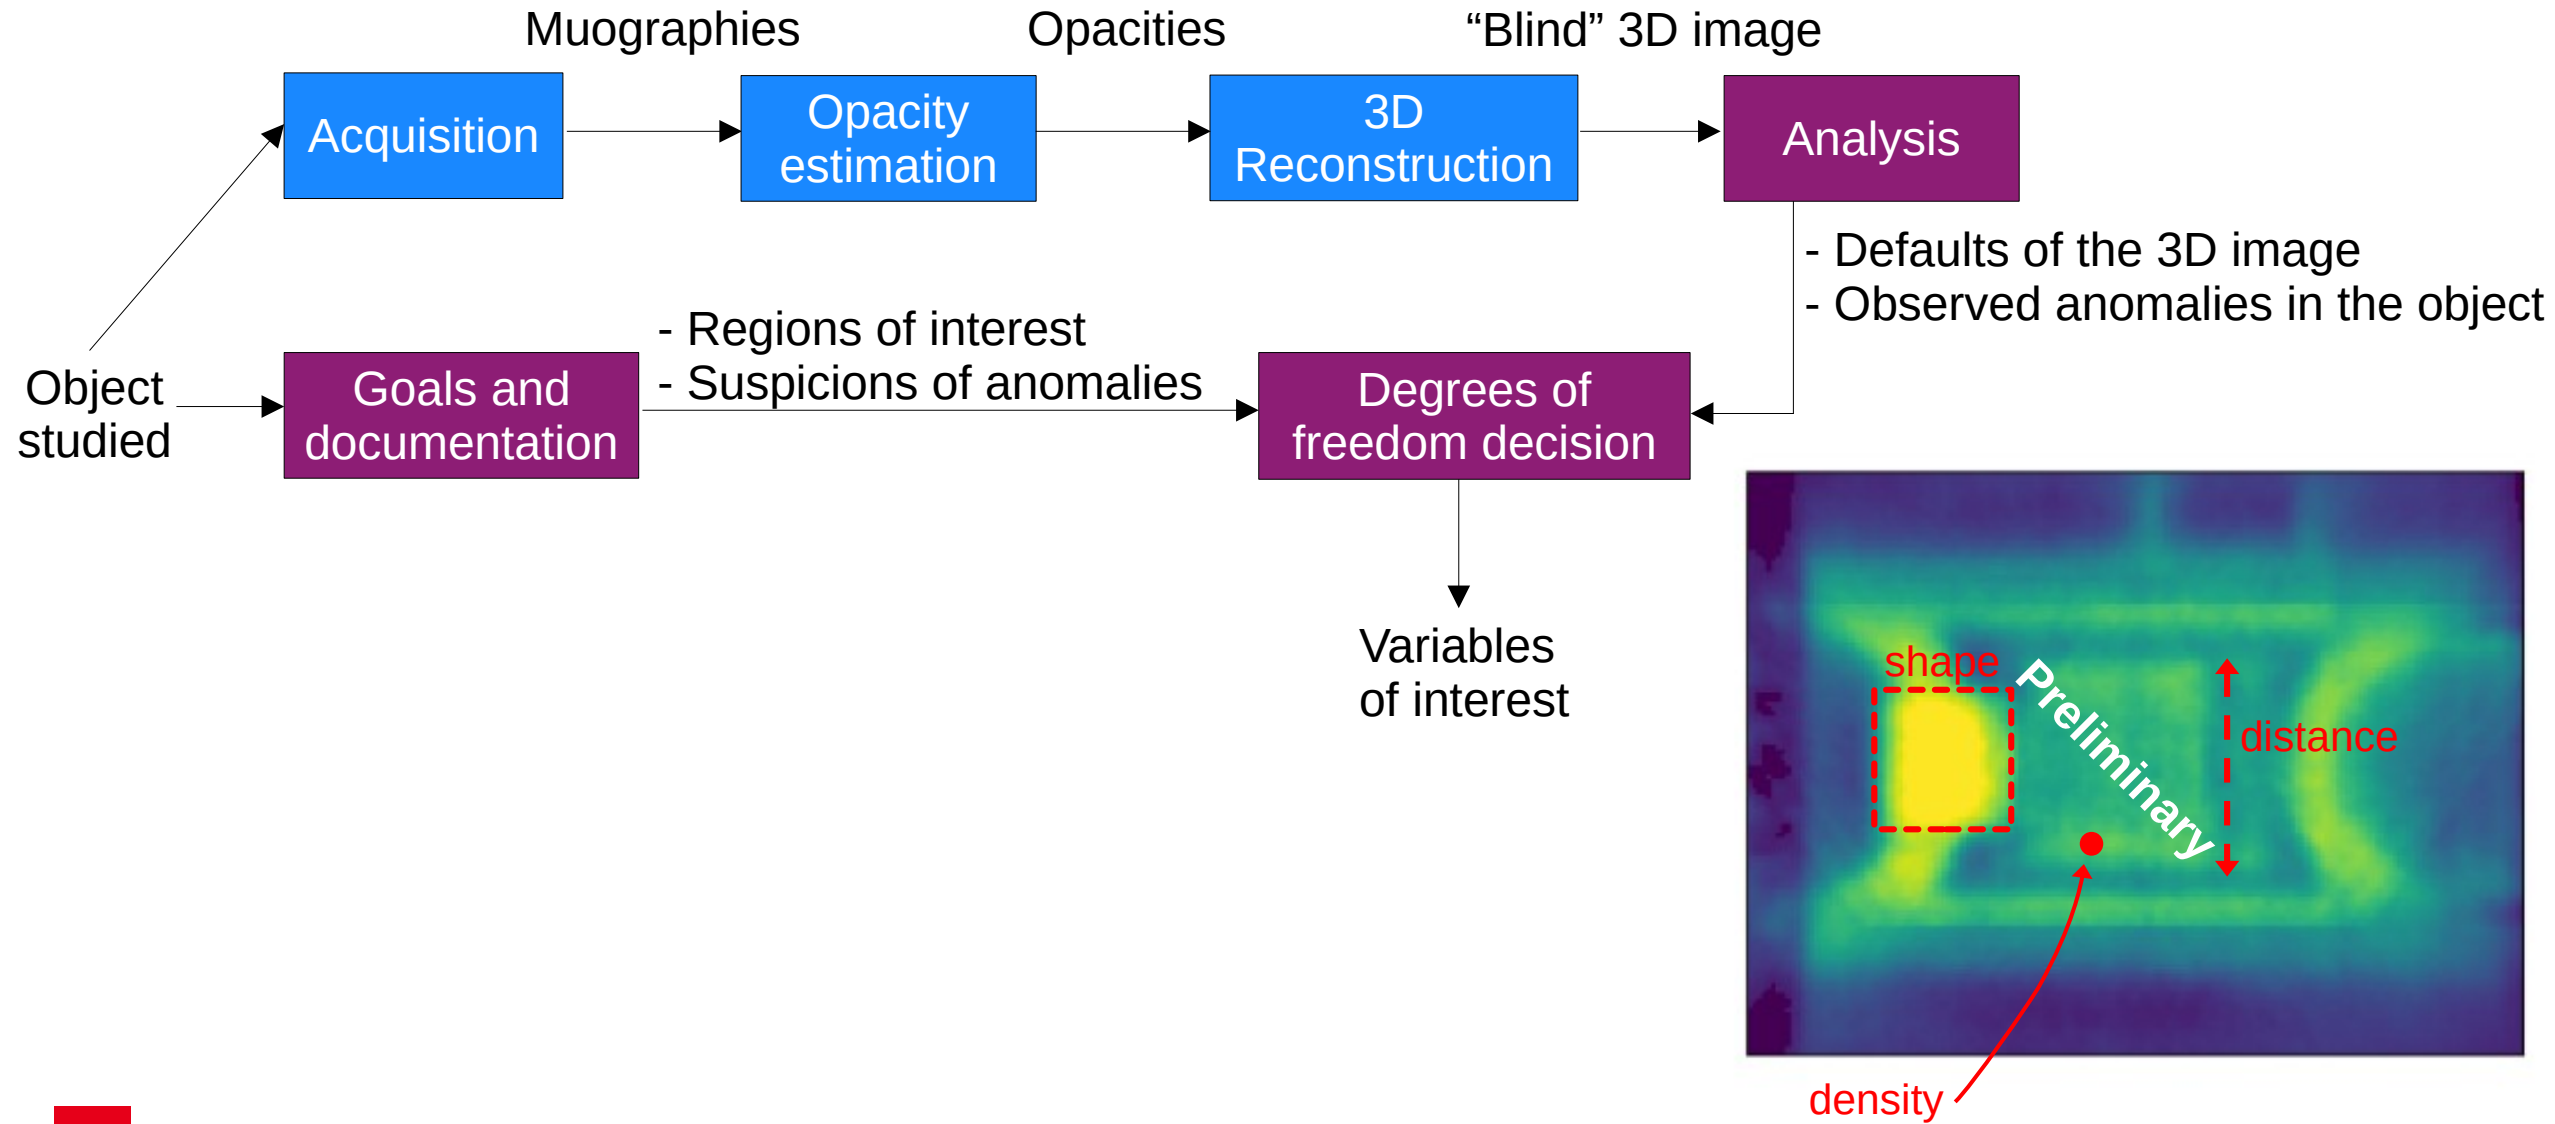 Muographies
Opacities
“Blind” 3D image
Acquisition
Opacity
estimation
3D
Reconstruction
Analysis
- Defaults of the 3D image
- Observed anomalies in the object
- Regions of interest
- Suspicions of anomalies
Object
studied
Goals and
documentation
Degrees of
freedom decision
Variables
of interest
shape
Preliminary
distance
density